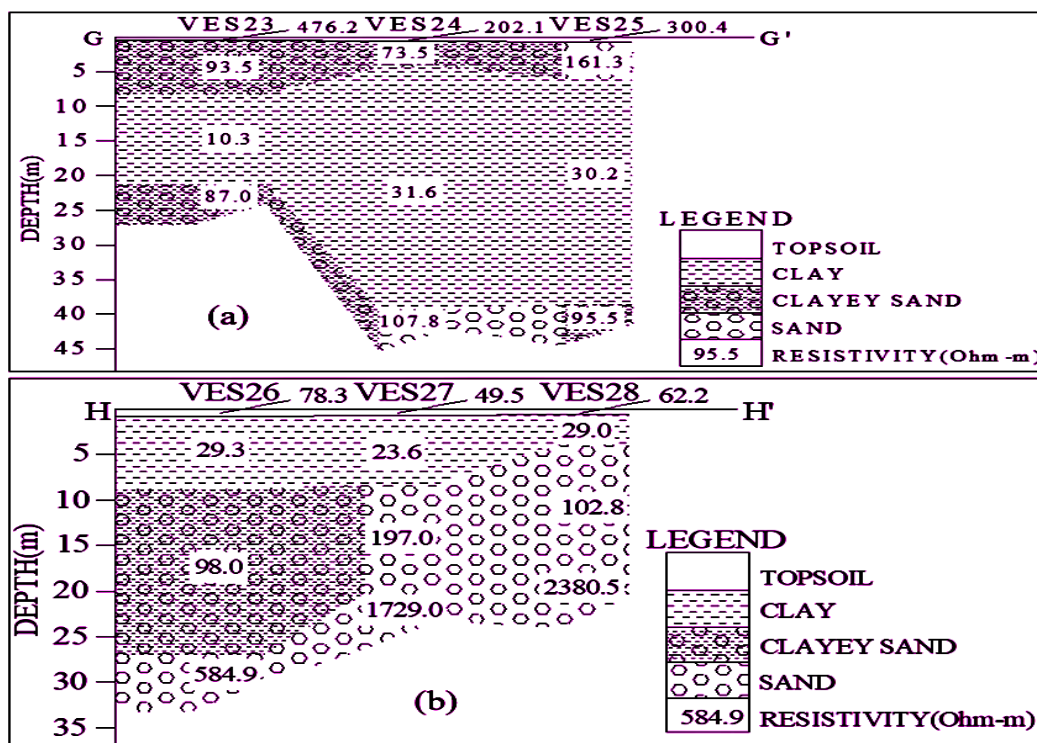 VES23 VES24 VES25
G 476.2 202.1 300.4 G'
93.5 73.5 161.3
5
10
10.3
15
20
31.6 30.2
87.0
25
30
35
40
107.8 95.5
45
DEPTH(m)
(a)
LEGEND
TOPSOIL
CLAY
CLAYEY SAND
SAND
95.5 RESISTIVITY(Ohm -m)
VES26 78.3 VES27 49.5 VES28 62.2
H H'
29.3 23.6 29.0
5
10
102.8
15
197.0
98.0
20
1729.0 2380.5
25
30
584.9
35
DEPTH(m)
(b)
LEGEND
TOPSOIL
CLAY
CLAYEY SAND
SAND
584.9 RESISTIVITY(Ohm-m)